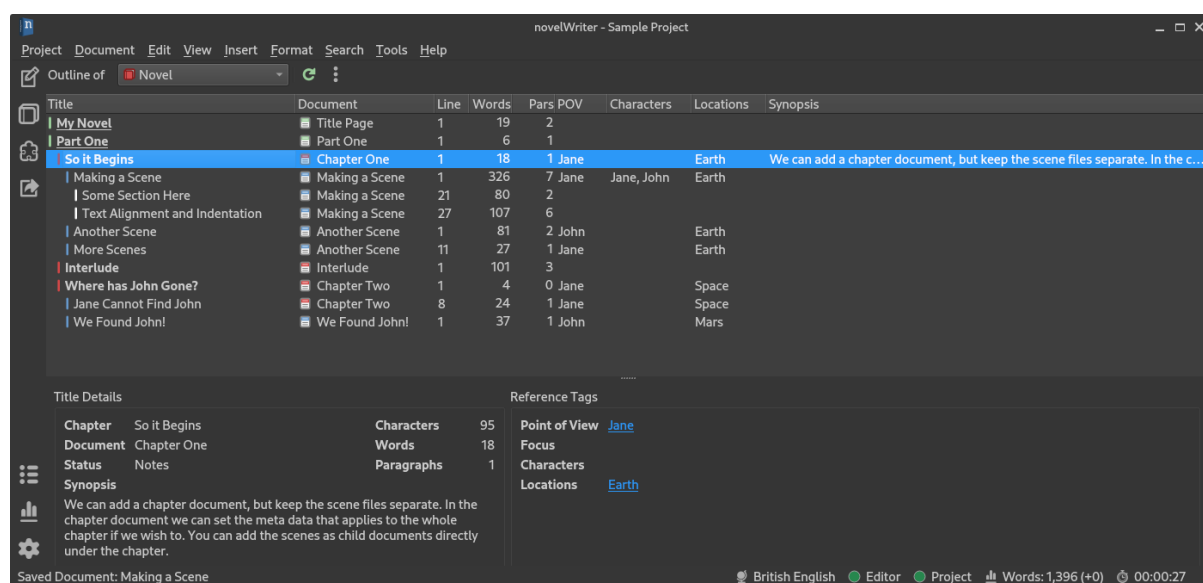 n
novelWriter - Sample Project
Project Document Edit View Insert Format Search Tools Help
Outline of Novel
Title Document Line Words Pars POV Characters Locations Synopsis
My Novel Title Page 1 19 2
Part One Part One 1 6 1
So it Begins Chapter One 1 18 1 Jane Earth We can add a chapter document, but keep the scene files separate. In the c...
Making a Scene Making a Scene 1 326 7 Jane Jane, John Earth
Some Section Here Making a Scene 21 80 2
Text Alignment and Indentation Making a Scene 27 107 6
Another Scene Another Scene 1 81 2 John Earth
More Scenes Another Scene 11 27 1 Jane Earth
Interlude Interlude 1 101 3
Where has John Gone? Chapter Two 1 4 0 Jane Space
Jane Cannot Find John Chapter Two 8 24 1 Jane Space
We Found John! We Found John! 1 37 1 John Mars
Title Details
Chapter So it Begins Characters 95
Document Chapter One Words 18
Status Notes Paragraphs 1
Synopsis
We can add a chapter document, but keep the scene files separate. In the
chapter document we can set the meta data that applies to the whole
chapter if we wish to. You can add the scenes as child documents directly
under the chapter.
Reference Tags
Point of View Jane
Focus
Characters
Locations Earth
Saved Document: Making a Scene British English Editor Project Words: 1,396 (+0) 00:00:27